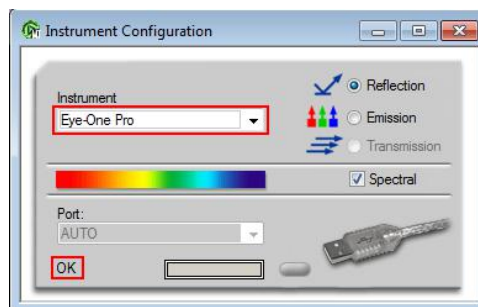 Instrument Configuration
Instrument
Eye-One Pro
Reflection
Emission
Transmission
Spectral
Port:
AUTO
OK